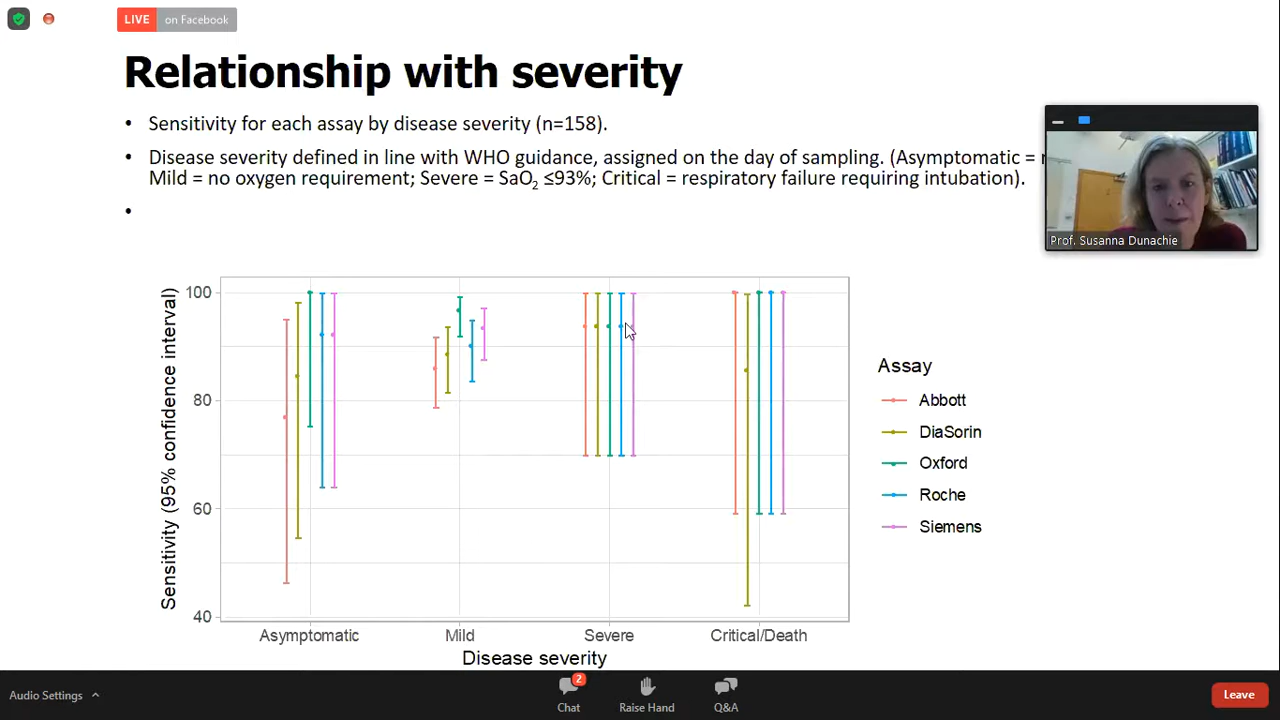 LIVE on Facebook
Relationship with severity
• Sensitivity for each assay by disease severity (n=158).
• Disease severity defined in line with WHO guidance, assigned on the day of sampling. (Asymptomatic =
Mild = no oxygen requirement; Severe = SaO2 ≤93%; Critical = respiratory failure requiring intubation).
•
Prof. Susanna Dunachie
Sensitivity (95% confidence interval)
100
80
60
40
Asymptomatic Mild Severe Critical/Death
Disease severity
Assay
Abbott
DiaSorin
Oxford
Roche
Siemens
Audio Settings
2
Chat
Raise Hand
Q&A
Leave